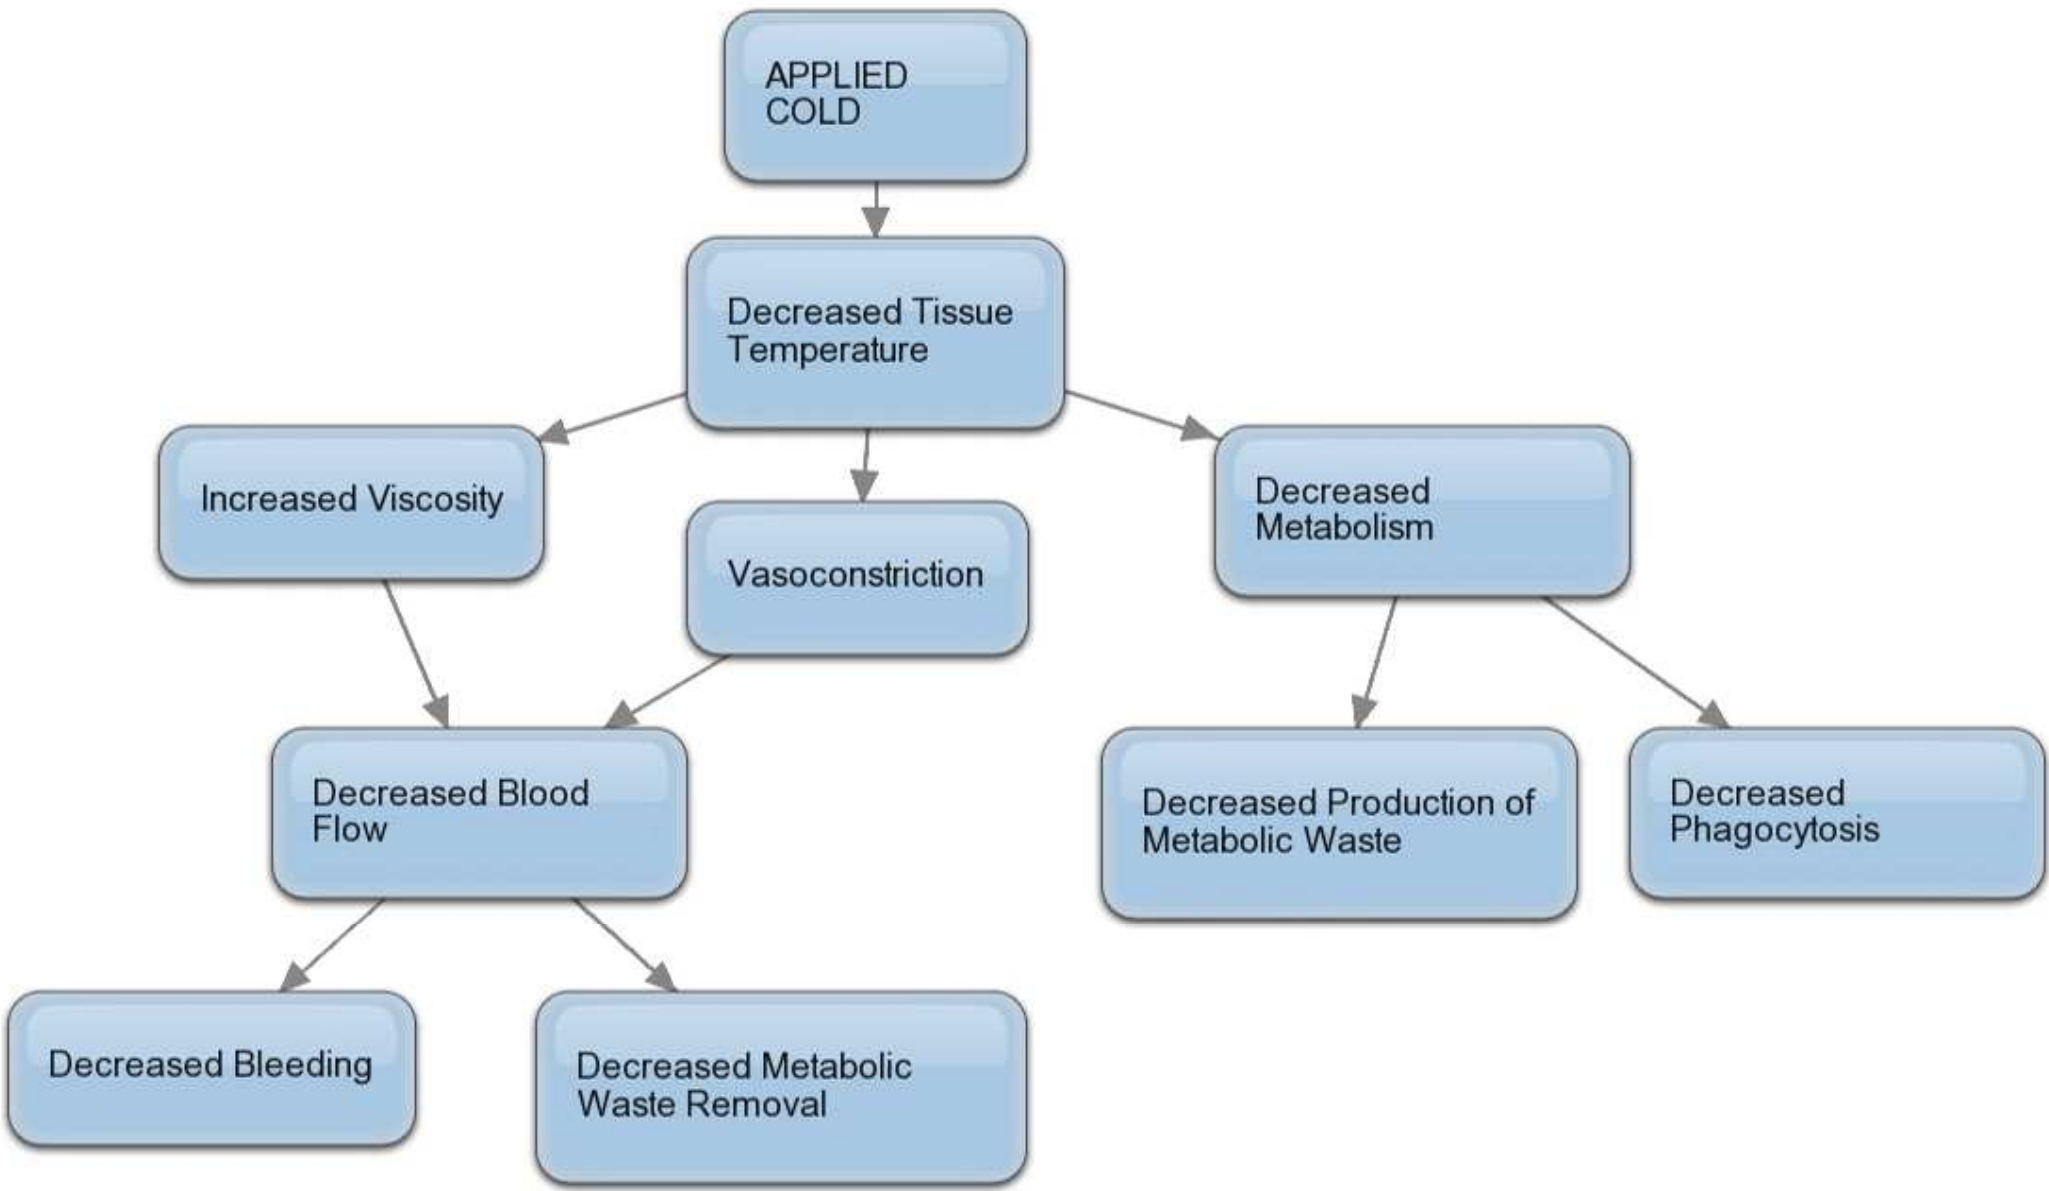 APPLIED
COLD
Decreased Tissue
Temperature
Increased Viscosity
Vasoconstriction
Decreased
Metabolism
Decreased Blood
Flow
Decreased Production of
Metabolic Waste
Decreased
Phagocytosis
Decreased Bleeding
Decreased Metabolic
Waste Removal